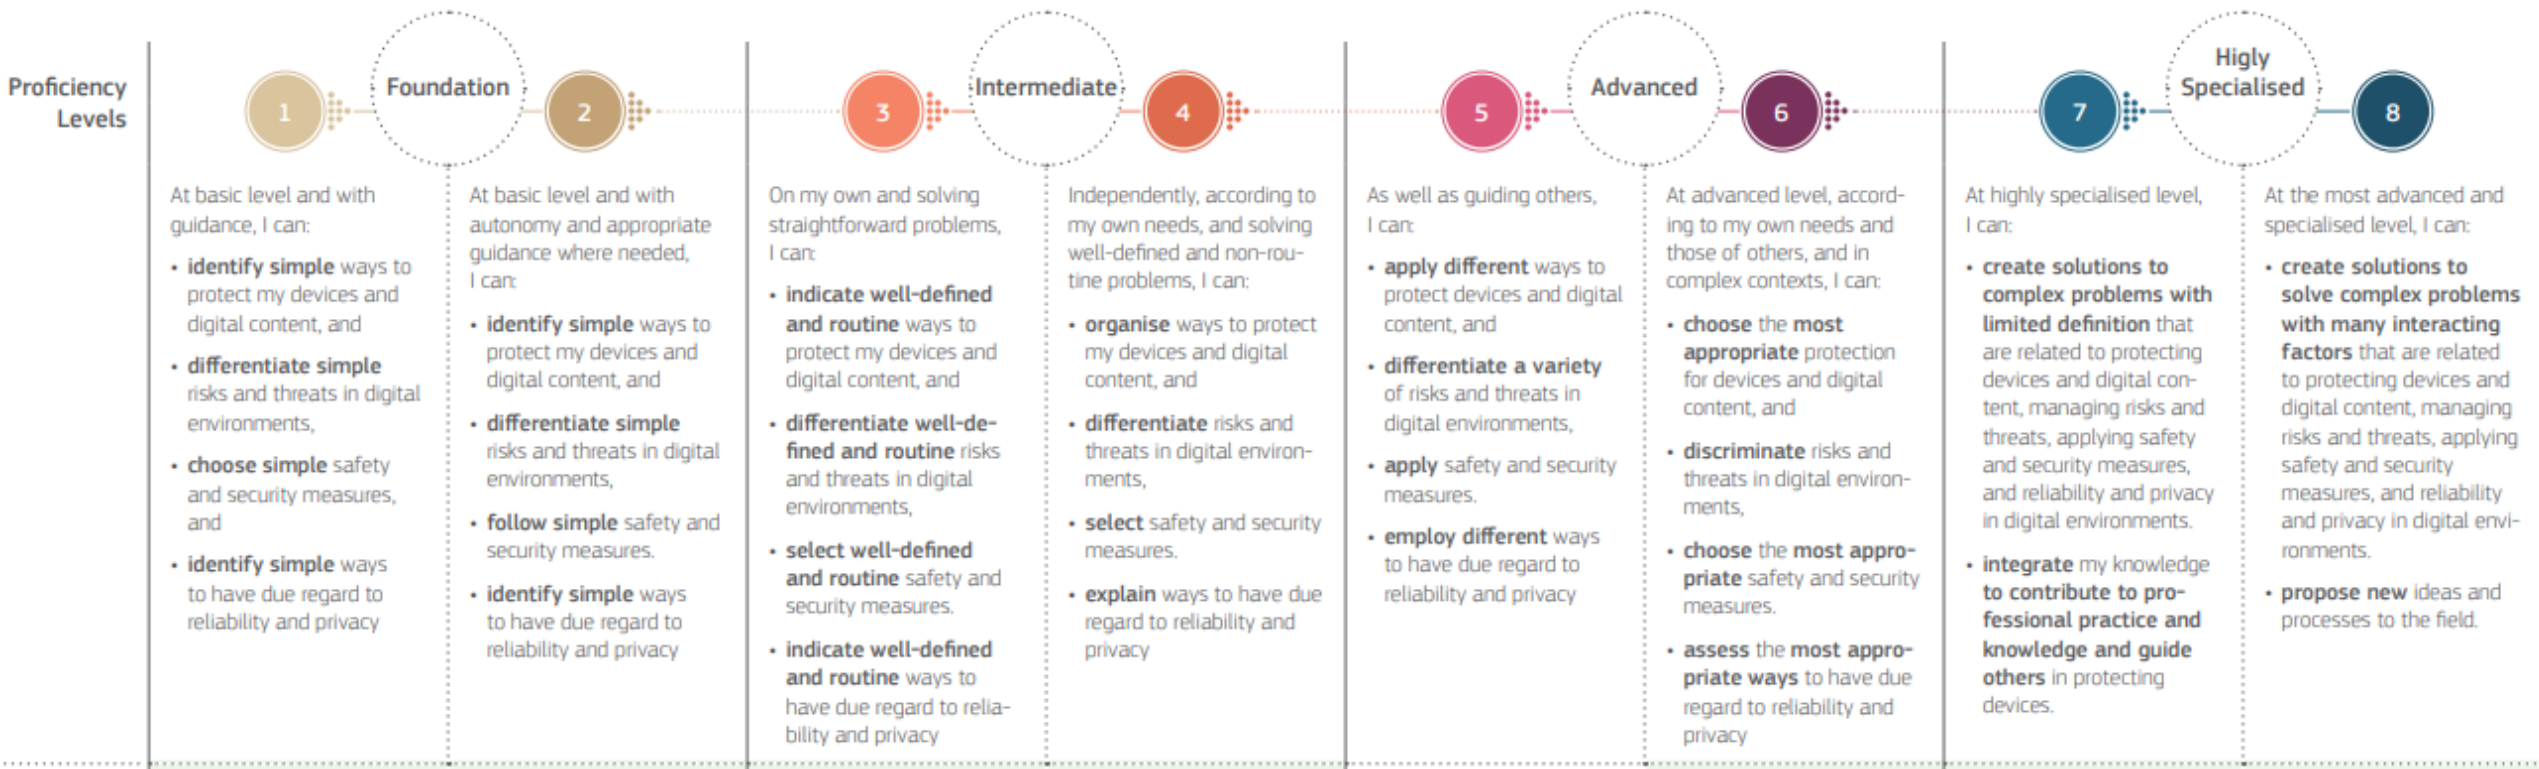 Proficiency
Levels
1
Foundation
2
3
Intermediate
4
5
Advanced
6
7
Higly
Specialised
8
At basic level and with
guidance, I can:
• identify simple ways to
protect my devices and
digital content, and
• differentiate simple
risks and threats in digital
environments,
• choose simple safety
and security measures,
and
• identify simple ways
to have due regard to
reliability and privacy
At basic level and with
autonomy and appropriate
guidance where needed,
I can:
• identify simple ways to
protect my devices and
digital content, and
• differentiate simple
risks and threats in digital
environments,
• follow simple safety and
security measures.
• identify simple ways
to have due regard to
reliability and privacy
On my own and solving
straightforward problems,
I can:
• indicate well-defined
and routine ways to
protect my devices and
digital content, and
• differentiate well-de-
fined and routine risks
and threats in digital
environments,
• select well-defined
and routine safety and
security measures.
• indicate well-defined
and routine ways to
have due regard to relia-
bility and privacy
Independently, according to
my own needs, and solving
well-defined and non-rou-
tine problems, I can:
• organise ways to protect
my devices and digital
content, and
• differentiate risks and
threats in digital environ-
ments,
• select safety and security
measures.
• explain ways to have due
regard to reliability and
privacy
As well as guiding others,
I can:
• apply different ways to
protect devices and digital
content, and
• differentiate a variety
of risks and threats in
digital environments,
• apply safety and security
measures.
• employ different ways
to have due regard to
reliability and privacy
At advanced level, accord-
ing to my own needs and
those of others, and in
complex contexts, I can:
• choose the most
appropriate protection
for devices and digital
content, and
• discriminate risks and
threats in digital environ-
ments,
• choose the most appro-
priate safety and security
measures.
• assess the most appro-
priate ways to have due
regard to reliability and
privacy
At highly specialised level,
I can:
• create solutions to
complex problems with
limited definition that
are related to protecting
devices and digital con-
tent, managing risks and
threats, applying safety
and security measures,
and reliability and privacy
in digital environments.
• integrate my knowledge
to contribute to pro-
fessional practice and
knowledge and guide
others in protecting
devices.
At the most advanced and
specialised level, I can:
• create solutions to
solve complex problems
with many interacting
factors that are related
to protecting devices and
digital content, managing
risks and threats, applying
safety and security
measures, and reliability
and privacy in digital envi-
ronments.
• propose new ideas and
processes to the field.